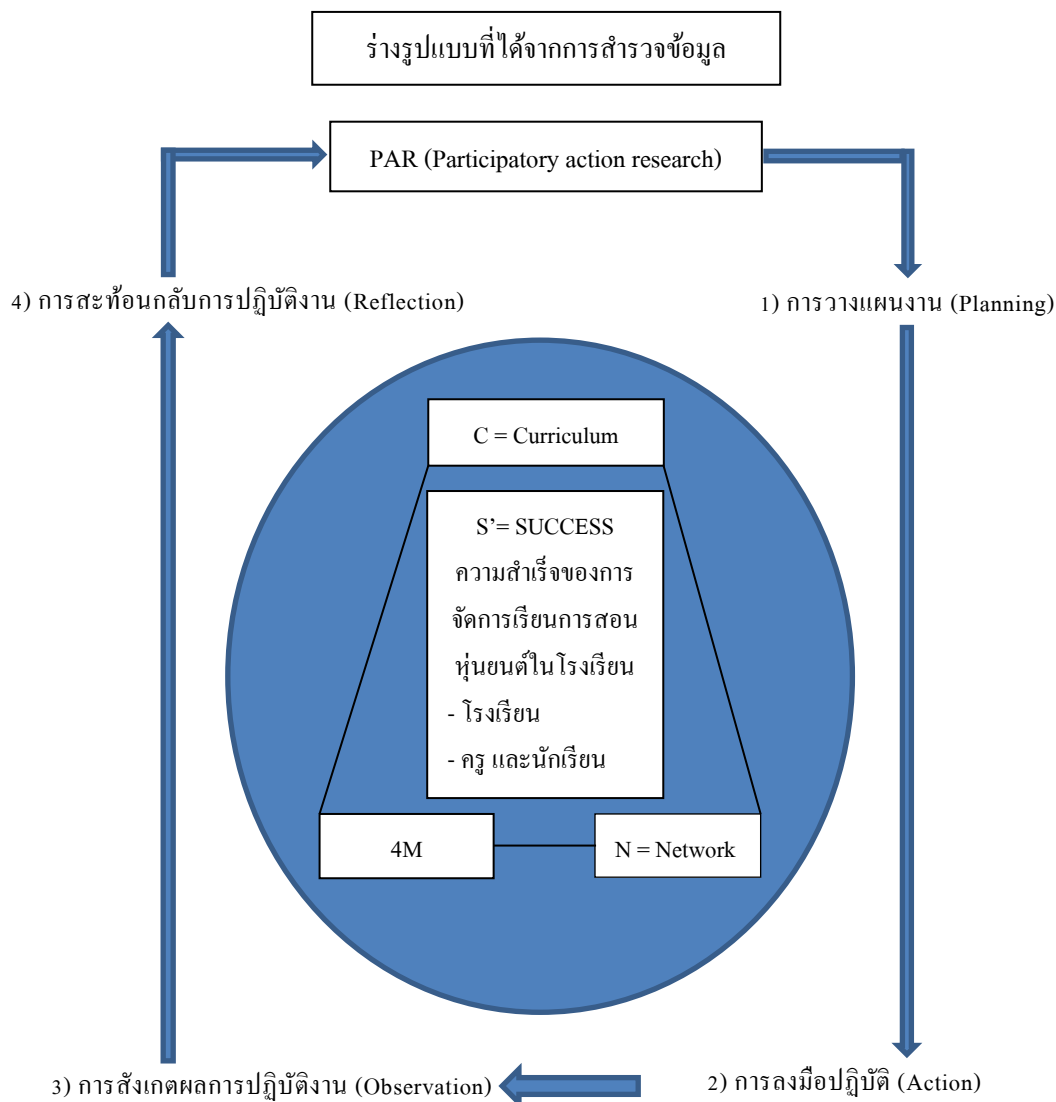 ร่างรูปแบบที่ได้จากการสำรวจข้อมูล
PAR (Participatory action research)
4) การสะท้อนกลับการปฏิบัติงาน (Reflection)
1) การวางแผนงาน (Planning)
C = Curriculum
S’= SUCCESS
ความสำเร็จของการ
จัดการเรียนการสอน
หุ่นยนต์ในโรงเรียน
- โรงเรียน
- ครู และนักเรียน
4M
N = Network
3) การสังเกตผลการปฏิบัติงาน (Observation)
2) การลงมือปฏิบัติ (Action)